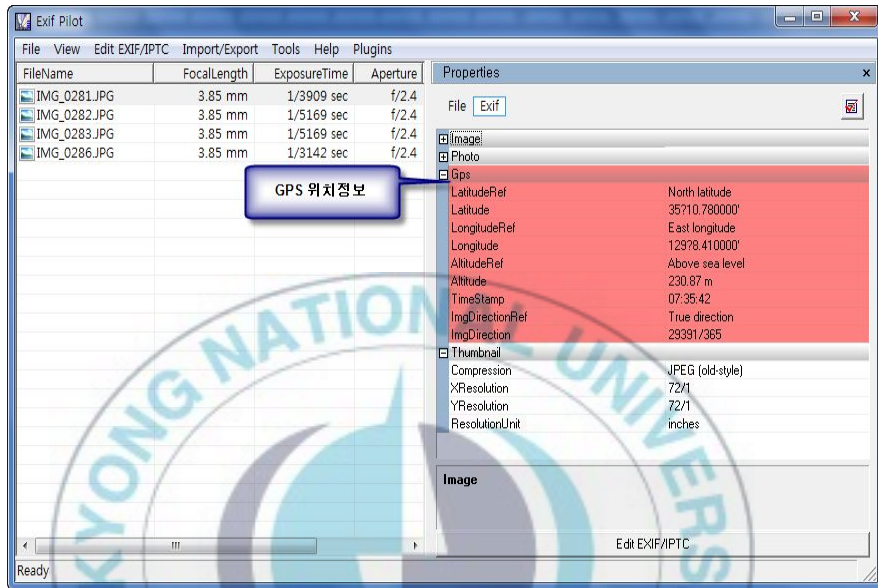 Exif Pilot
File View Edit EXIF/IPTC Import/Export Tools Help Plugins
FileName FocalLength ExposureTime Aperture
IMG_0281.JPG 3.85 mm 1/3909 sec f/2.4
IMG_0282.JPG 3.85 mm 1/5169 sec f/2.4
IMG_0283.JPG 3.85 mm 1/5169 sec f/2.4
IMG_0286.JPG 3.85 mm 1/3142 sec f/2.4
GPS 위치정보
Properties
File Exif
Image
Photo
Gps
LatitudeRef North latitude
Latitude 35?10.780000'
LongitudeRef East longitude
Longitude 129?8.410000'
AltitudeRef Above sea level
Altitude 230.87 m
TimeStamp 07:35:42
ImgDirectionRef True direction
ImgDirection 29391/365
Thumbnail
Compression JPEG (old-style)
XResolution 72/1
YResolution 72/1
ResolutionUnit inches
Image
Edit EXIF/IPTC
Ready
KYONG NATIONAL UNIVERS